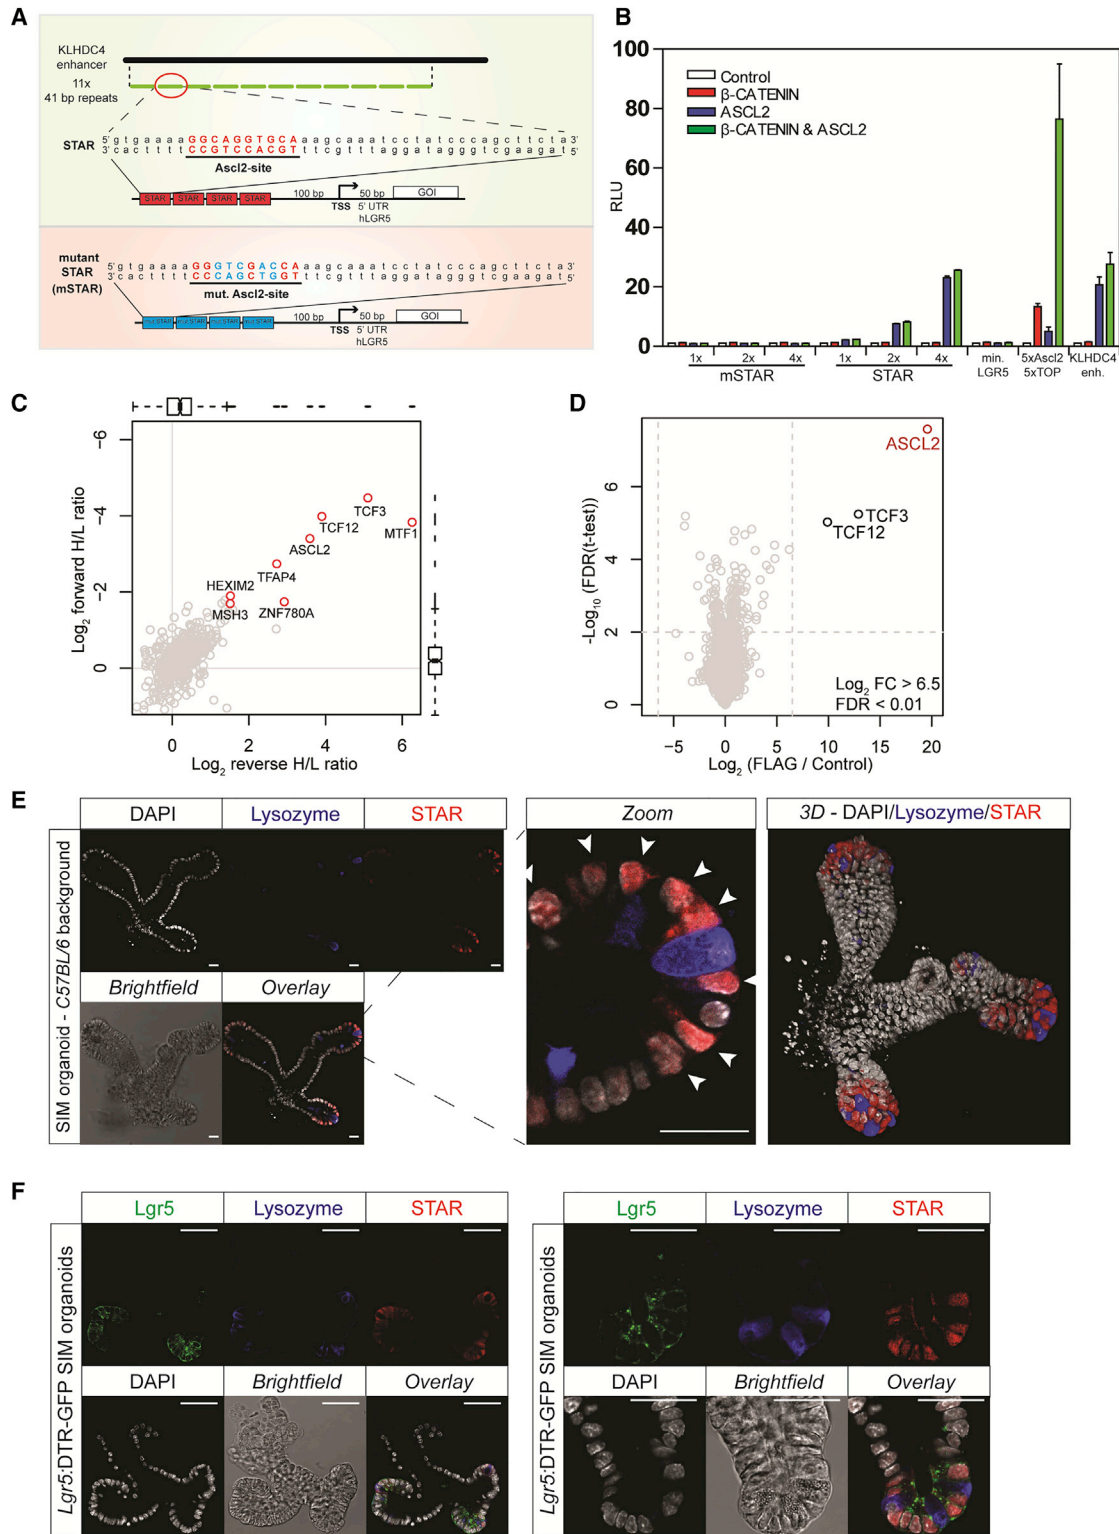 A
KLHDC4
enhancer
11x
41 bp repeats
STAR
5' g t g a a a a G G C A G G T G C A a a g c a a t c c t a t c c c a g c a g c t t c t a 3'
3' c a c t t t t C C G T C C A C G T t t c g t t a g g a t a g g g t c g t c g a a g a t 5'
Ascl2-site
STAR STAR STAR STAR
100 bp
TSS
50 bp
5' UTR
hLGR5
GOI
mutant
STAR
(mSTAR)
mut. Ascl2-site
100 bp
TSS
50 bp
5' UTR
hLGR5
GOI
B
RLU
100
80
60
40
20
0
Control
β-CATENIN
ASCL2
β-CATENIN & ASCL2
1x 2x 4x 1x 2x 4x
mSTAR STAR
min. LGR5
5xAscl2 5xTOP
KLHDC4 enh.
C
Log2 forward H/L ratio
−6
−4
−2
0
TCF3
TCF12
MTF1
ASCL2
TFAP4
HEXIM2
MSH3
ZNF780A
0 2 4 6
Log2 reverse H/L ratio
D
-Log10 (FDR(t-test))
6
4
2
0
ASCL2
TCF3
TCF12
Log2 FC > 6.5
FDR < 0.01
−5 0 5 10 15 20
Log2 (FLAG / Control)
E
SIM organoid - C57BL/6 background
DAPI Lysozyme STAR
Brightfield Overlay
Zoom
3D - DAPI/Lysozyme/STAR
F
Lgr5:DTR-GFP SIM organoids
Lgr5 Lysozyme STAR
DAPI Brightfield Overlay
Lgr5:DTR-GFP SIM organoids
Lgr5 Lysozyme STAR
DAPI Brightfield Overlay